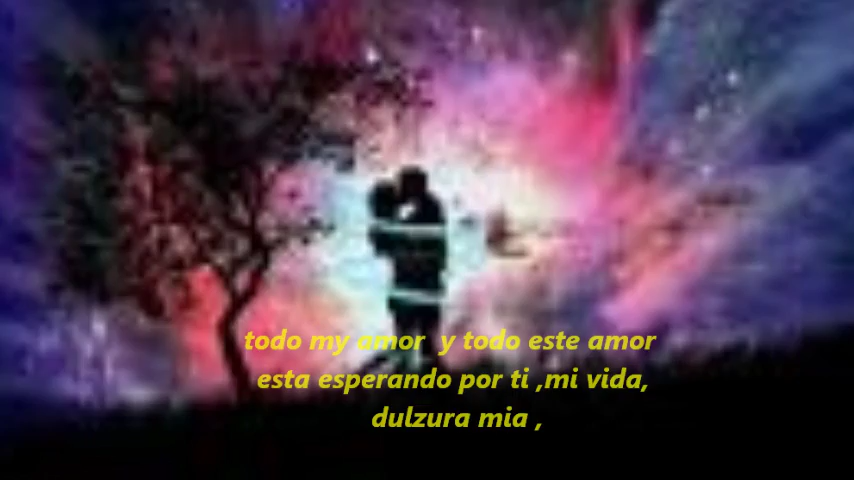 todo my amor  y todo este amor
esta esperando por ti ,mi vida,
dulzura mia ,